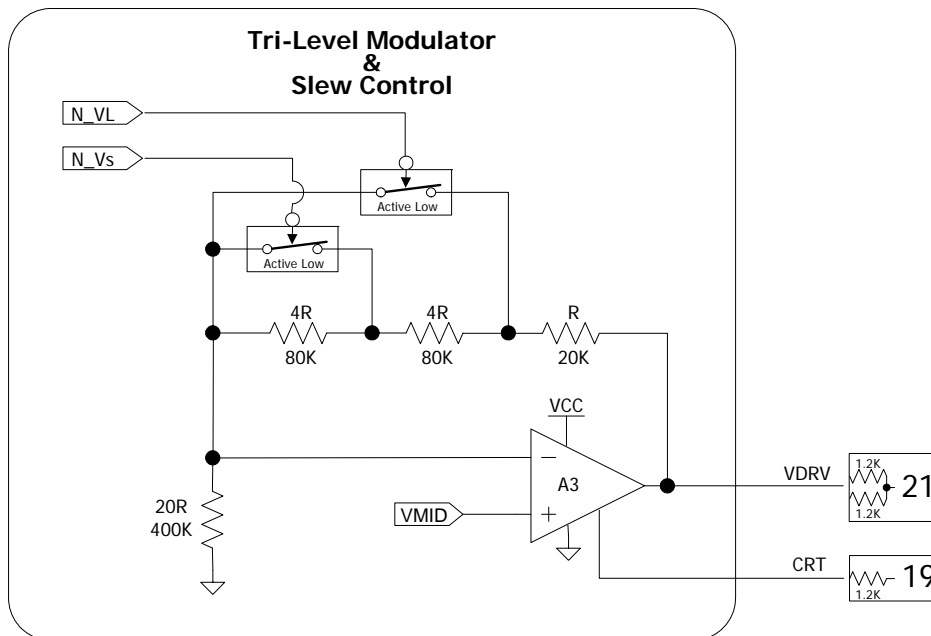 Tri-Level Modulator
&
Slew Control
N_VL
N_Vs
Active Low
Active Low
4R
4R
R
80K
80K
20K
VCC
A3
VMID
20R
400K
VDRV
1.2K
1.2K
21
CRT
1.2K
19